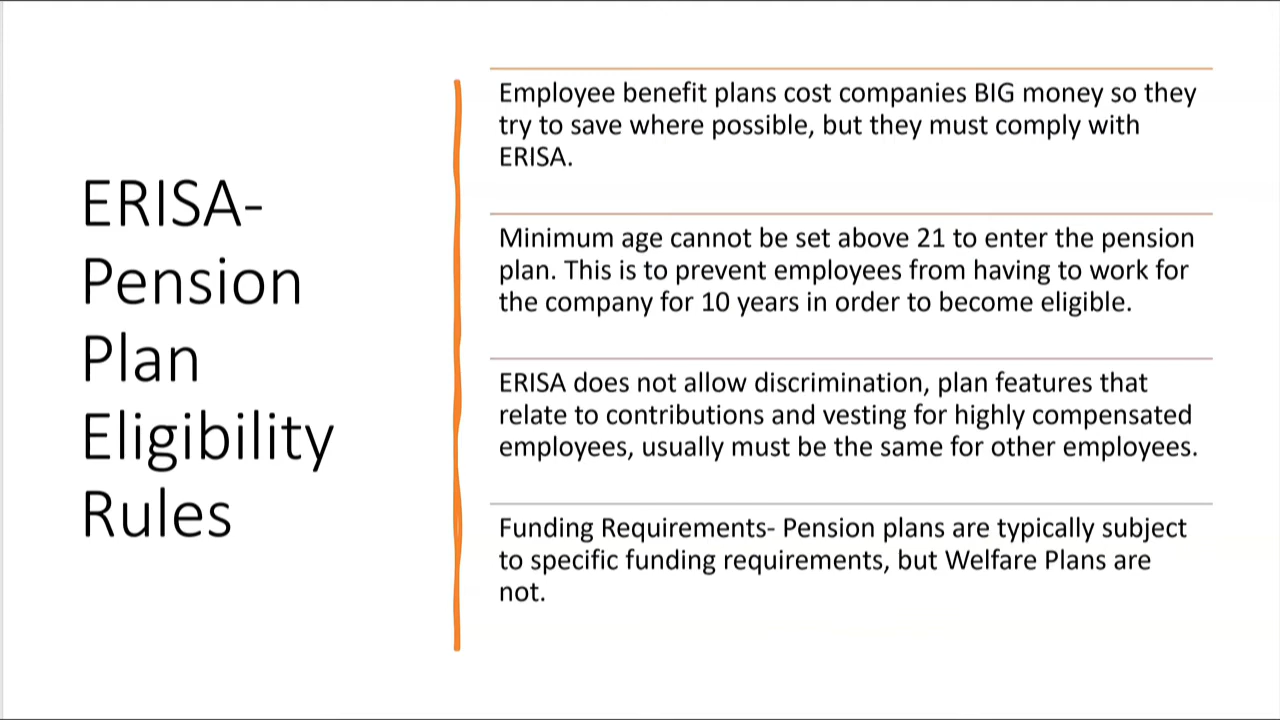 ERISA-
Pension
Plan
Eligibility
Rules
Employee benefit plans cost companies BIG money so they
try to save where possible, but they must comply with
ERISA.
Minimum age cannot be set above 21 to enter the pension
plan. This is to prevent employees from having to work for
the company for 10 years in order to become eligible.
ERISA does not allow discrimination, plan features that
relate to contributions and vesting for highly compensated
employees, usually must be the same for other employees.
Funding Requirements- Pension plans are typically subject
to specific funding requirements, but Welfare Plans are
not.